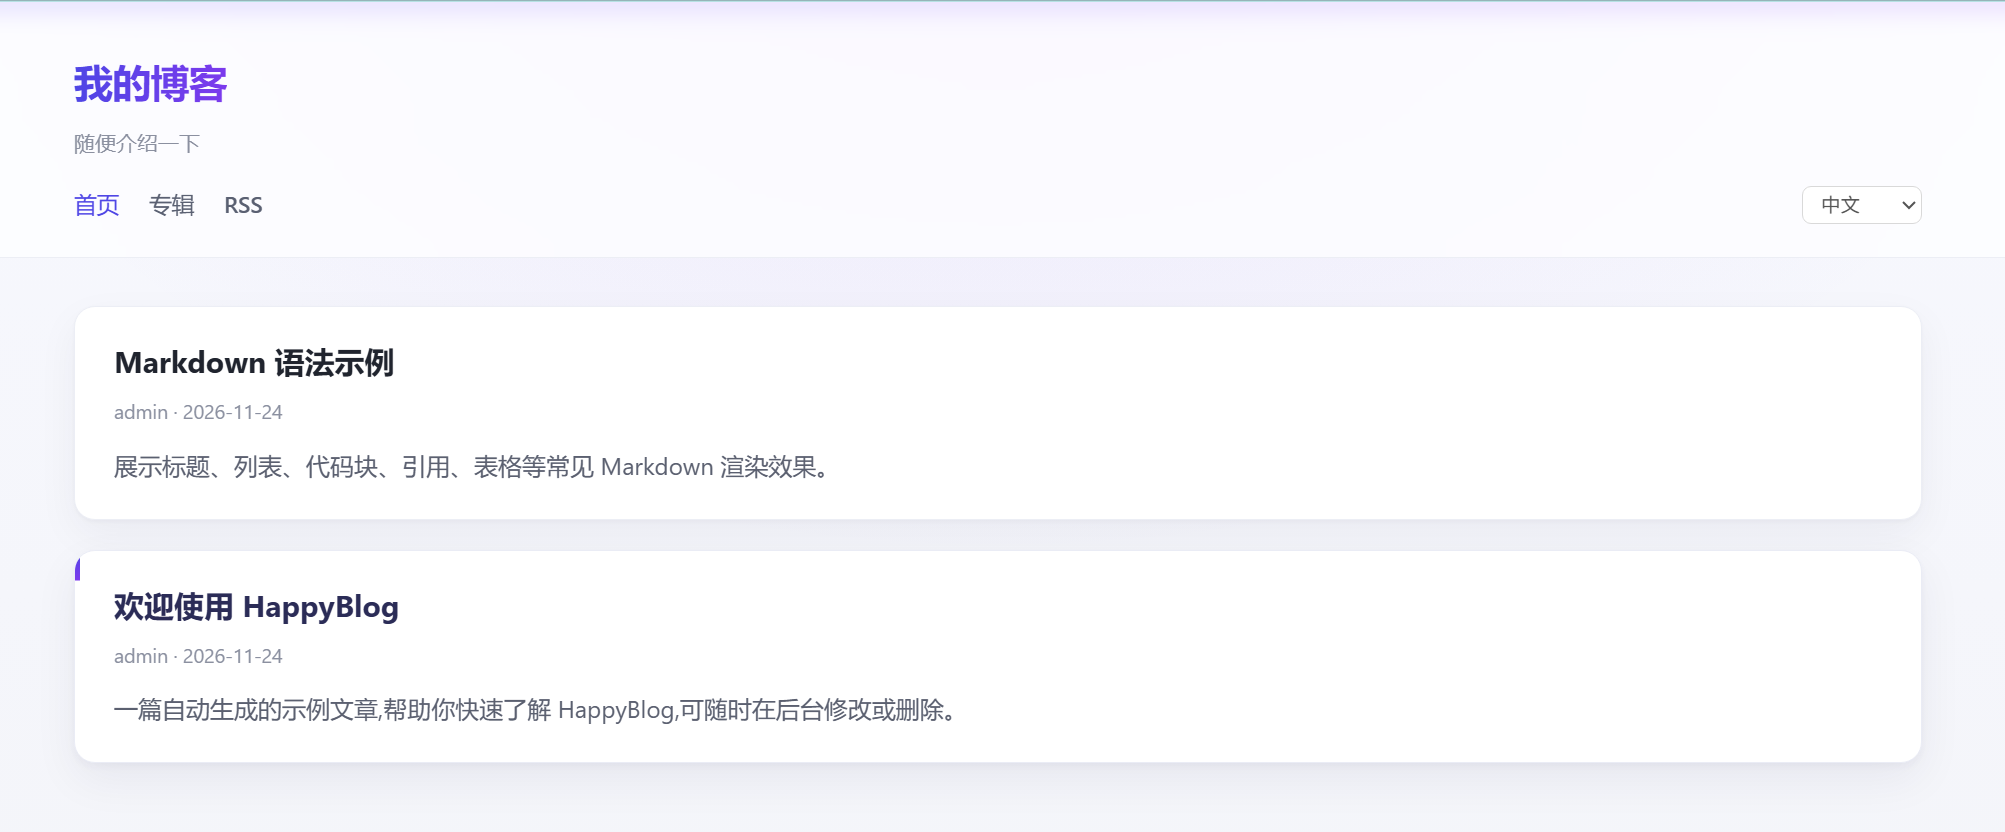 我的博客
随便介绍一下
首页 专辑 RSS
中文
Markdown 语法示例
admin · 2026-11-24
展示标题、列表、代码块、引用、表格等常见 Markdown 渲染效果。
欢迎使用 HappyBlog
admin · 2026-11-24
一篇自动生成的示例文章,帮助你快速了解 HappyBlog,可随时在后台修改或删除。